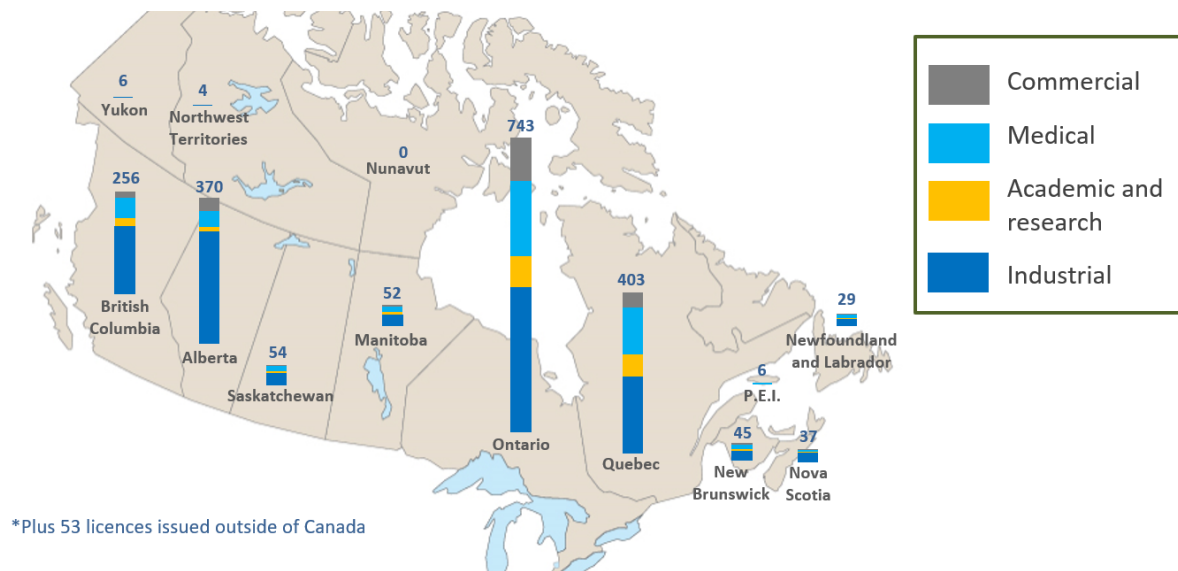 6
Yukon
4
Northwest
Territories
0
Nunavut
743
Ontario
256
British
Columbia
370
Alberta
54
Saskatchewan
52
Manitoba
403
Quebec
29
Newfoundland
and Labrador
6
P.E.I.
45
New
Brunswick
37
Nova
Scotia
Commercial
Medical
Academic and
research
Industrial
*Plus 53 licences issued outside of Canada